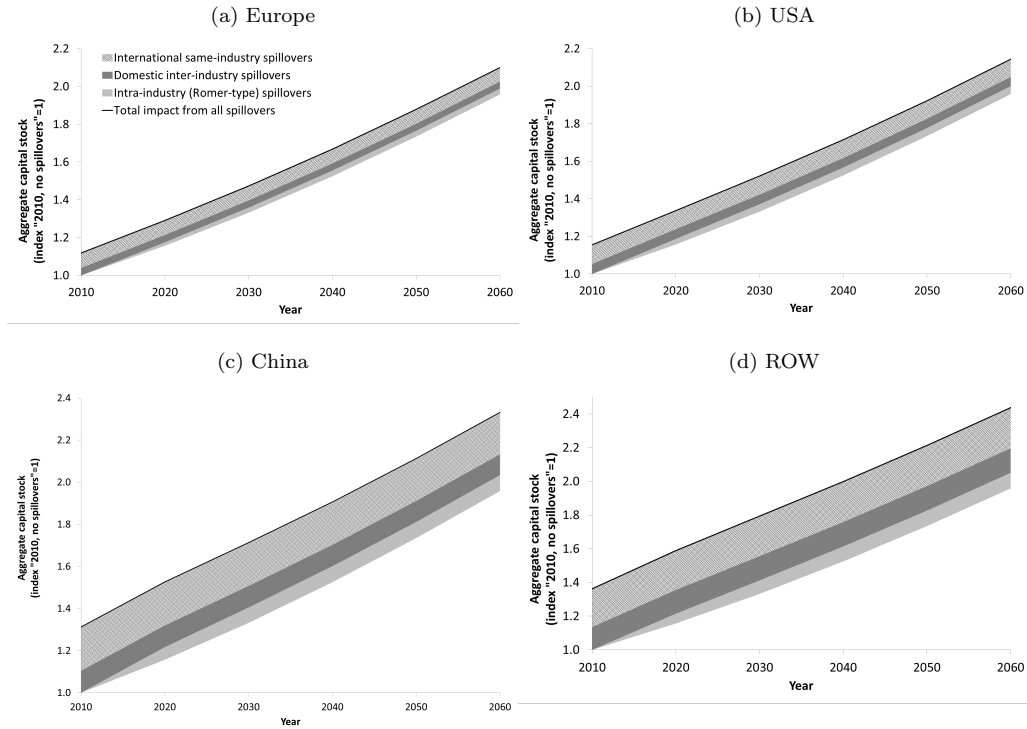 (a) Europe
2.2
2.0
1.8
1.6
1.4
1.2
1.0
Aggregate capital stock
(index "2010, no spillovers"=1)
International same-industry spillovers
Domestic inter-industry spillovers
Intra-industry (Romer-type) spillovers
Total impact from all spillovers
2010 2020 2030 2040 2050 2060
Year
(b) USA
2.2
2.0
1.8
1.6
1.4
1.2
1.0
Aggregate capital stock
(index "2010, no spillovers"=1)
2010 2020 2030 2040 2050 2060
Year
(c) China
2.4
2.2
2.0
1.8
1.6
1.4
1.2
1.0
Aggregate capital stock
(index "2010, no spillovers"=1)
2010 2020 2030 2040 2050 2060
Year
(d) ROW
2.4
2.2
2.0
1.8
1.6
1.4
1.2
1.0
Aggregate capital stock
(index "2010, no spillovers"=1)
2010 2020 2030 2040 2050 2060
Year